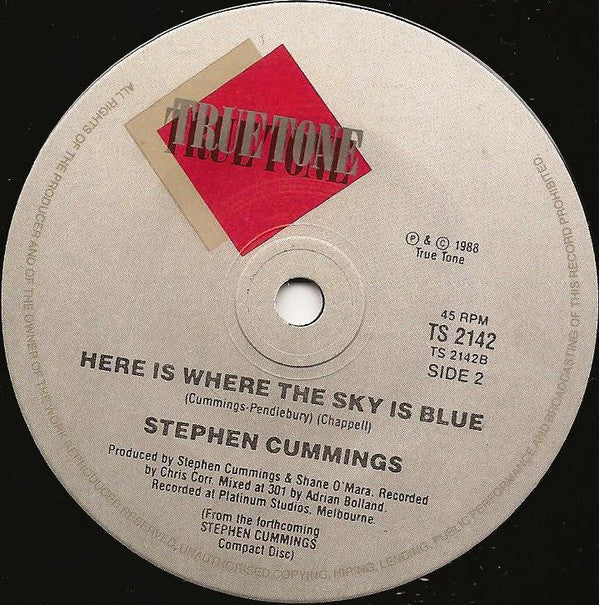 TRUE TONE
℗ & © 1988
True Tone
45 RPM
TS 2142
TS 2142B
SIDE 2
HERE IS WHERE THE SKY IS BLUE
(Cummings-Pendlebury) (Chappell)
STEPHEN CUMMINGS
Produced by Stephen Cummings & Shane O'Mara. Recorded
by Chris Corr. Mixed at 301 by Adrian Bolland.
Recorded at Platinum Studios, Melbourne.
(From the forthcoming
STEPHEN CUMMINGS
Compact Disc)
ALL RIGHTS OF THE PRODUCER AND OF THE OWNER OF THE WORK REPRODUCED RESERVED. UNAUTHORISED COPYING, HIRING, LENDING, PUBLIC PERFORMANCE AND BROADCASTING OF THIS RECORD PROHIBITED.